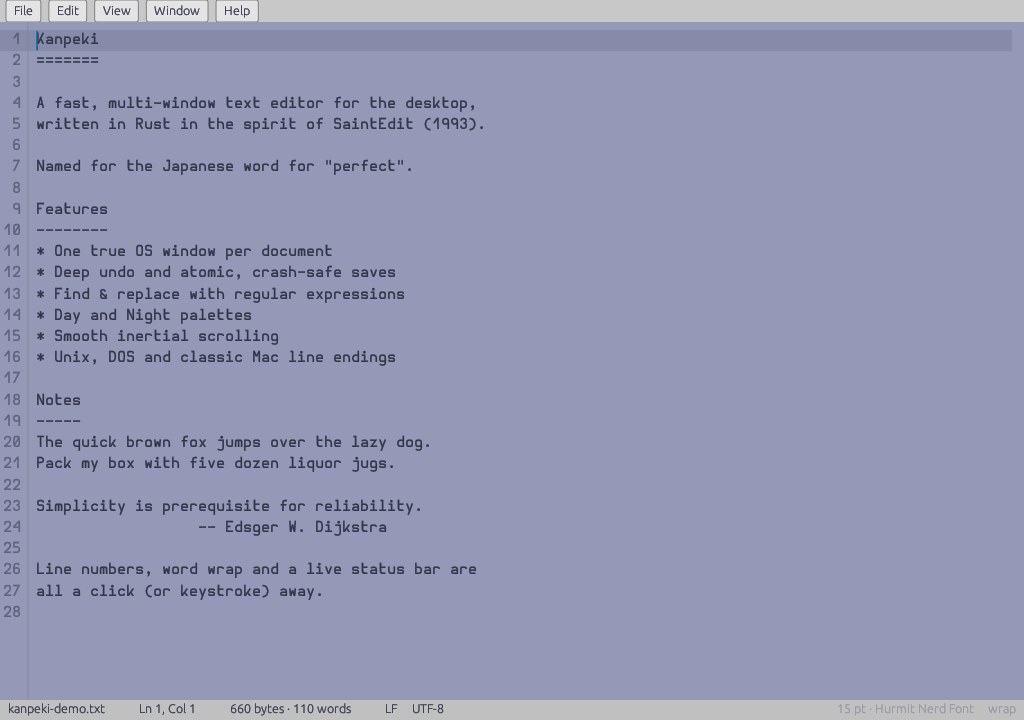 File Edit View Window Help
1 Kanpeki
2 =======
3
4 A fast, multi-window text editor for the desktop,
5 written in Rust in the spirit of SaintEdit (1993).
6
7 Named for the Japanese word for "perfect".
8
9 Features
10 --------
11 * One true OS window per document
12 * Deep undo and atomic, crash-safe saves
13 * Find & replace with regular expressions
14 * Day and Night palettes
15 * Smooth inertial scrolling
16 * Unix, DOS and classic Mac line endings
17
18 Notes
19 -----
20 The quick brown fox jumps over the lazy dog.
21 Pack my box with five dozen liquor jugs.
22
23 Simplicity is prerequisite for reliability.
24                   -- Edsger W. Dijkstra
25
26 Line numbers, word wrap and a live status bar are
27 all a click (or keystroke) away.
28
kanpeki-demo.txt Ln 1, Col 1 660 bytes · 110 words LF UTF-8 15 pt · Hurmit Nerd Font wrap